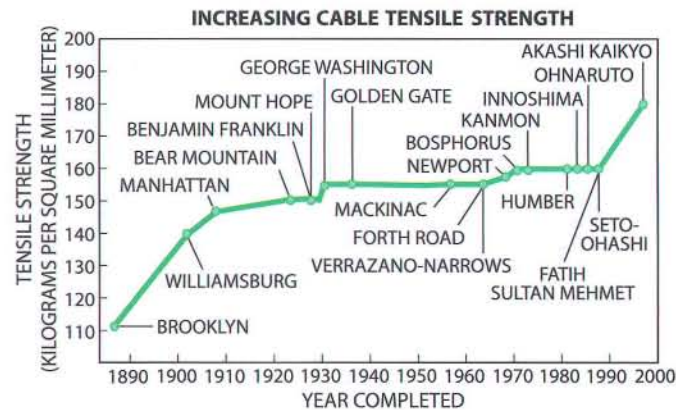 INCREASING CABLE TENSILE STRENGTH
TENSILE STRENGTH
(KILOGRAMS PER SQUARE MILLIMETER)
200
190
180
170
160
150
140
130
120
110
AKASHI KAIKYO
OHNARUTO
GEORGE WASHINGTON
INNOSHIMA
GOLDEN GATE
MOUNT HOPE
KANMON
BENJAMIN FRANKLIN
BOSPHORUS
BEAR MOUNTAIN
NEWPORT
MANHATTAN
MACKINAC
HUMBER
SETO-
OHASHI
FORTH ROAD
VERRAZANO-NARROWS
WILLIAMSBURG
FATIH
SULTAN MEHMET
BROOKLYN
1890 1900 1910 1920 1930 1940 1950 1960 1970 1980 1990 2000
YEAR COMPLETED